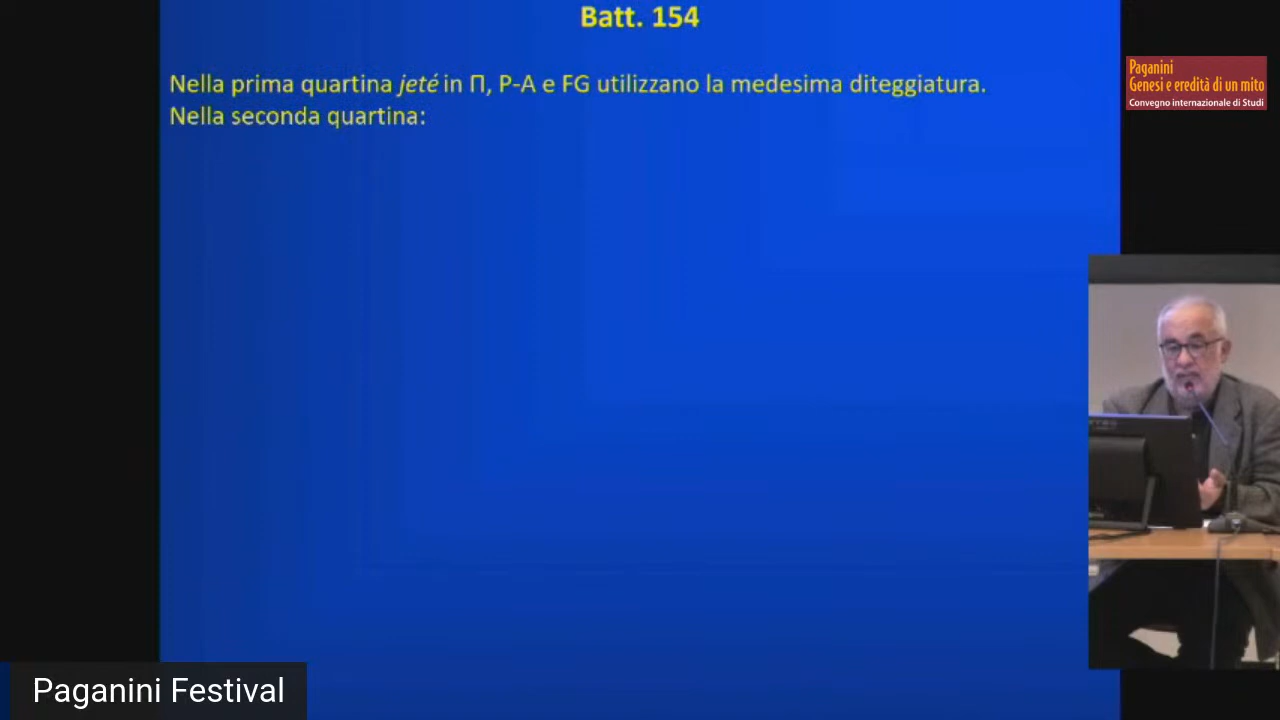 Batt. 154
Nella prima quartina jeté in Π, P-A e FG utilizzano la medesima diteggiatura.
Nella seconda quartina:
Paganini
Genesi e eredità di un mito
Convegno internazionale di Studi
Paganini Festival